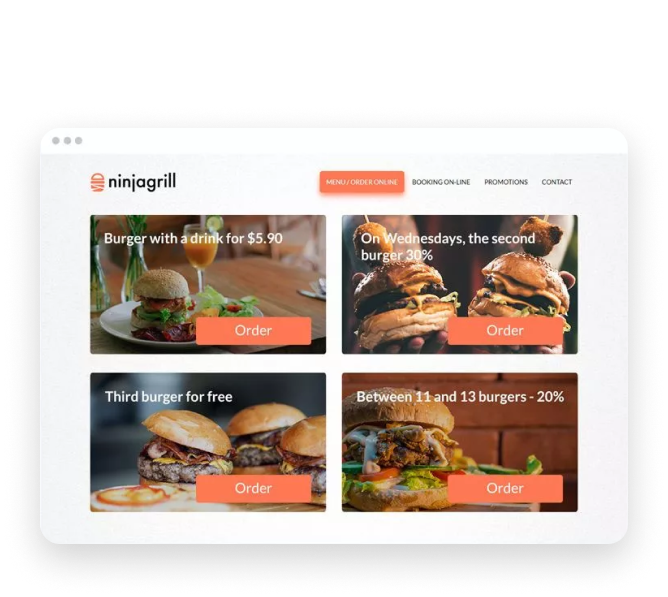 ninjagrill
MENU / ORDER ONLINE
BOOKING ON-LINE
PROMOTIONS
CONTACT
Burger with a drink for $5.90
Order
On Wednesdays, the second
burger 30%
Order
Third burger for free
Order
Between 11 and 13 burgers - 20%
Order